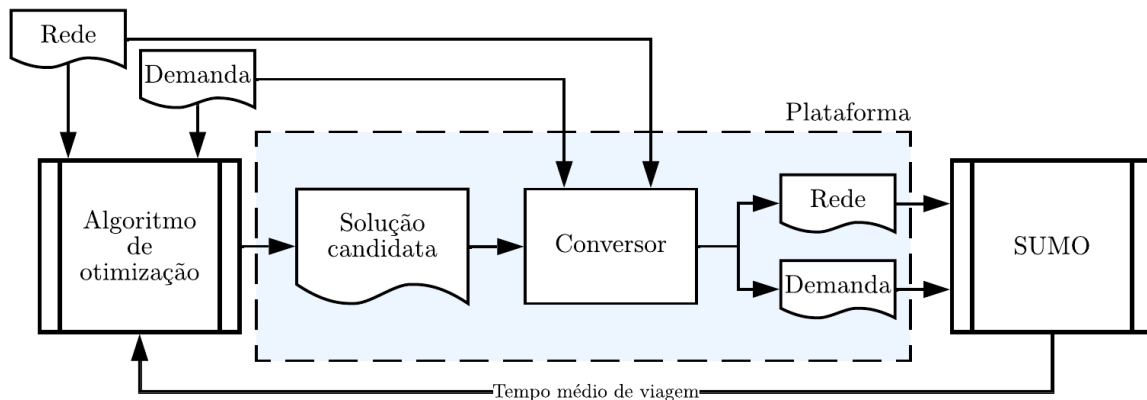 Rede
Demanda
Plataforma
Algoritmo
de
otimização
Solução
candidata
Conversor
Rede
Demanda
SUMO
Tempo médio de viagem